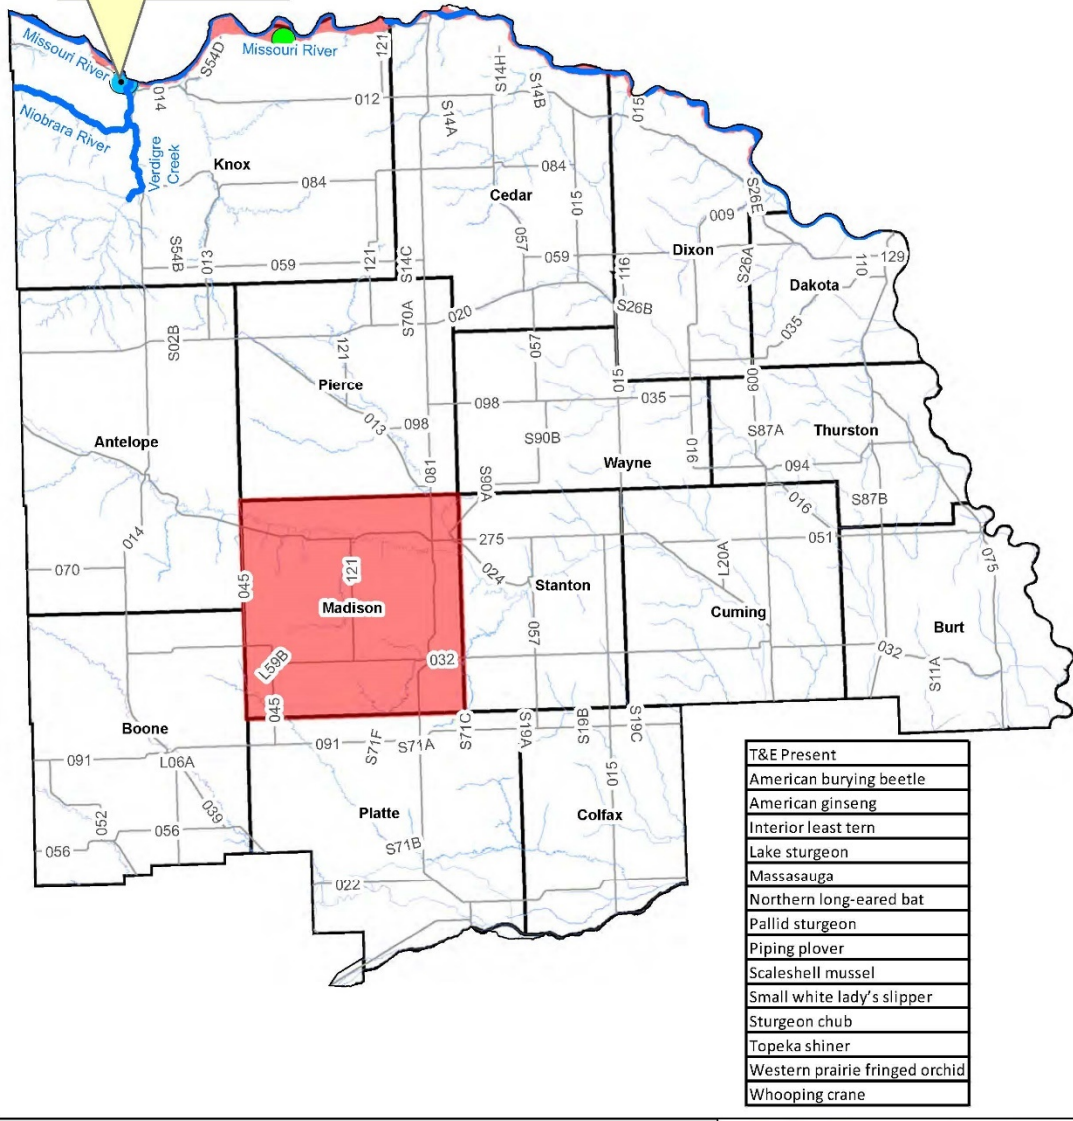 Missouri River
S54D
Missouri River
121
S14H
S14B
014
012
S14A
015
Niobrara River
Verdigre
Creek
Knox
084
084
Cedar
015
S26E
009
057
Dixon
S54B
013
059
121
S14C
059
116
S26A
110
129
Dakota
S26B
020
S70A
S02B
121
057
035
Pierce
015
600
098
035
013
098
S90B
S87A
Thurston
Antelope
Wayne
016
094
081
S90A
016
S87B
014
275
051
075
070
045
121
024
L20A
Stanton
Madison
Cuming
057
Burt
032
032
L59B
S11A
045
Boone
S71C
S19A
S19B
S19C
091
S71F
S71A
091
L06A
015
052
039
Platte
Colfax
056
056
S71B
022
T&E Present
American burying beetle
American ginseng
Interior least tern
Lake sturgeon
Massasauga
Northern long-eared bat
Pallid sturgeon
Piping plover
Scaleshell mussel
Small white lady's slipper
Sturgeon chub
Topeka shiner
Western prairie fringed orchid
Whooping crane